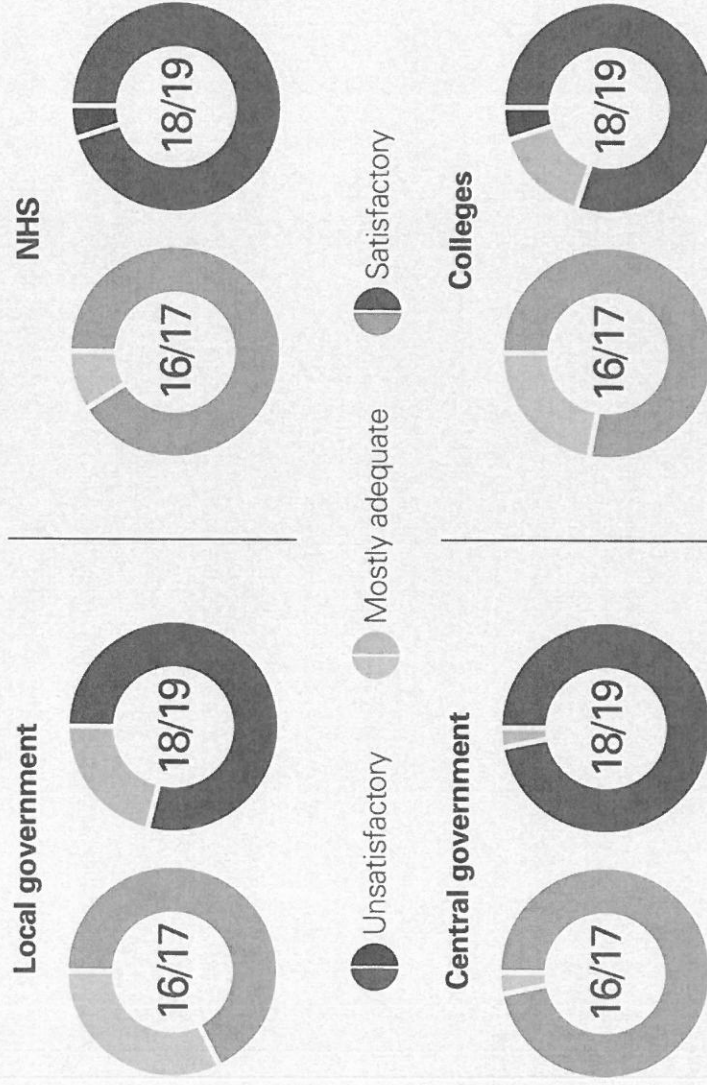 Local government
NHS
16/17
18/19
16/17
18/19
Unsatisfactory
Mostly adequate
Satisfactory
Central government
Colleges
16/17
18/19
16/17
18/19